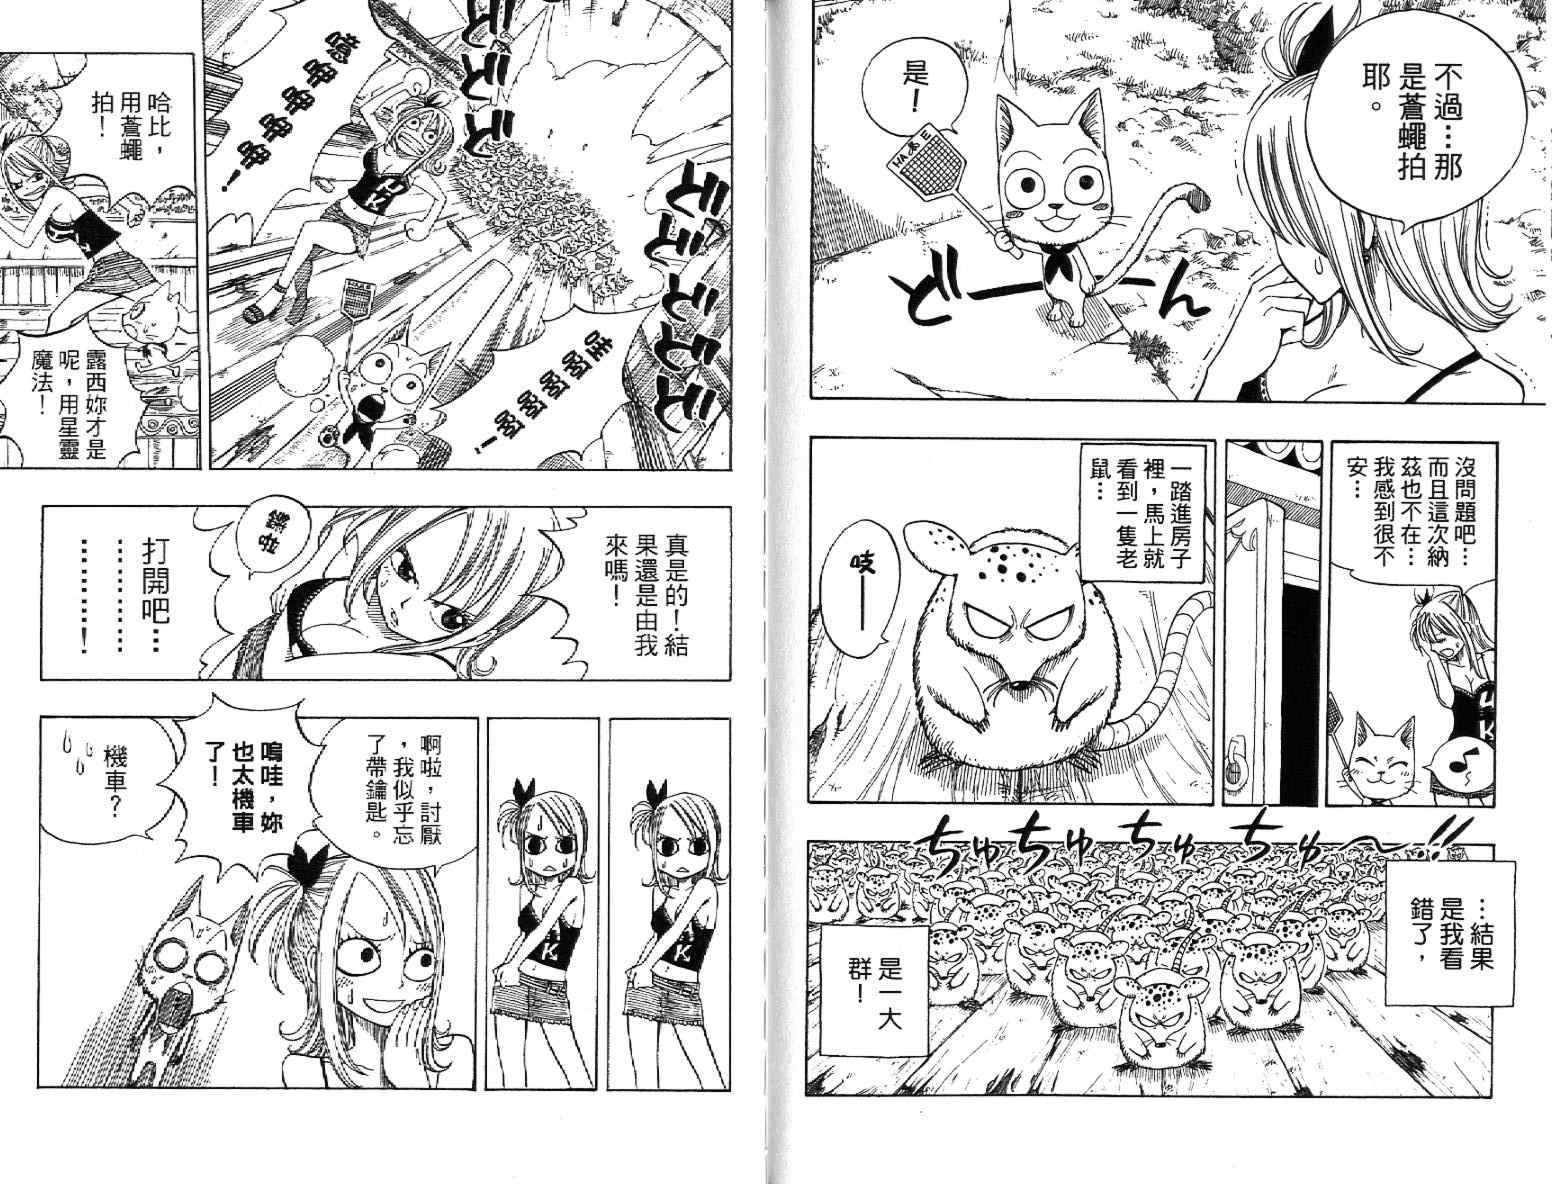 不過…那
是蒼蠅拍
耶。
是！
ドーーん
沒問題吧…
而且這次納
茲也不在…
我感到很不
安…
一踏進房子
裡，馬上就
看到一隻老
鼠…
吱——
ちゅちゅちゅちゅ〜!!
…結果
是我看
錯了，
是一大
群！
哈比，
用蒼蠅
拍！
露西妳才是
呢，用星靈
魔法！
真是的！結
果還是由我
來嗎！
打開吧…
…………
…………！
啊啦，討厭
，我似乎忘
了帶鑰匙。
嗚哇，妳
也太機車
了！
機車？